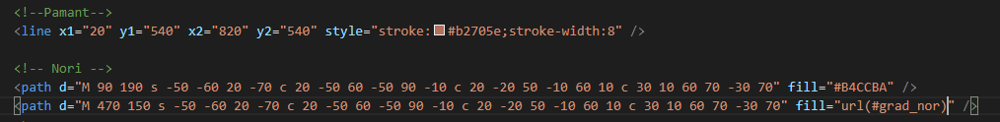 <!--Pamant-->
<line x1="20" y1="540" x2="820" y2="540" style="stroke:#b2705e;stroke-width:8" />
<!-- Nori -->
<path d="M 90 190 s -50 -60 20 -70 c 20 -50 60 -50 90 -10 c 20 -20 50 -10 60 10 c 30 10 60 70 -30 70" fill="#B4CCBA" />
<path d="M 470 150 s -50 -60 20 -70 c 20 -50 60 -50 90 -10 c 20 -20 50 -10 60 10 c 30 10 60 70 -30 70" fill="url(#grad_nor)" />